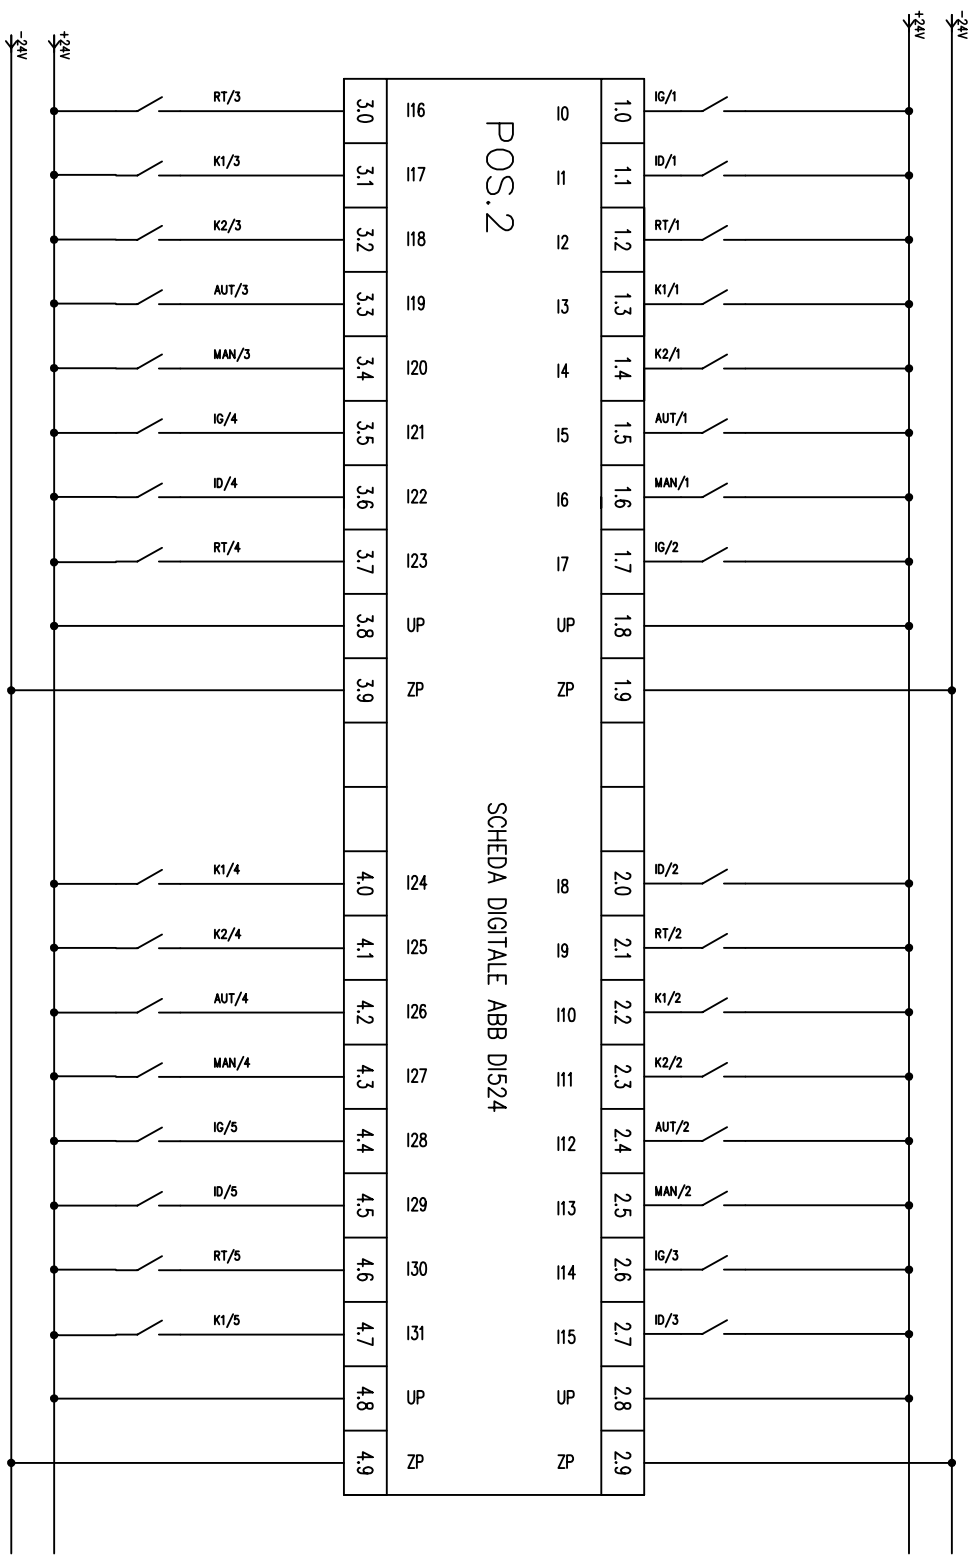 -24V
+24V
+24V
-24V
RT/3 3.0 I16 I0 1.0 IG/1
K1/3 3.1 I17 I1 1.1 ID/1
K2/3 3.2 I18 I2 1.2 RT/1
AUT/3 3.3 I19 I3 1.3 K1/1
MAN/3 3.4 I20 I4 1.4 K2/1
IG/4 3.5 I21 I5 1.5 AUT/1
ID/4 3.6 I22 I6 1.6 MAN/1
RT/4 3.7 I23 I7 1.7 IG/2
3.8 UP UP 1.8
3.9 ZP ZP 1.9
POS.2
SCHEDA DIGITALE ABB DI524
K1/4 4.0 I24 I8 2.0 ID/2
K2/4 4.1 I25 I9 2.1 RT/2
AUT/4 4.2 I26 I10 2.2 K1/2
MAN/4 4.3 I27 I11 2.3 K2/2
IG/5 4.4 I28 I12 2.4 AUT/2
ID/5 4.5 I29 I13 2.5 MAN/2
RT/5 4.6 I30 I14 2.6 IG/3
K1/5 4.7 I31 I15 2.7 ID/3
4.8 UP UP 2.8
4.9 ZP ZP 2.9